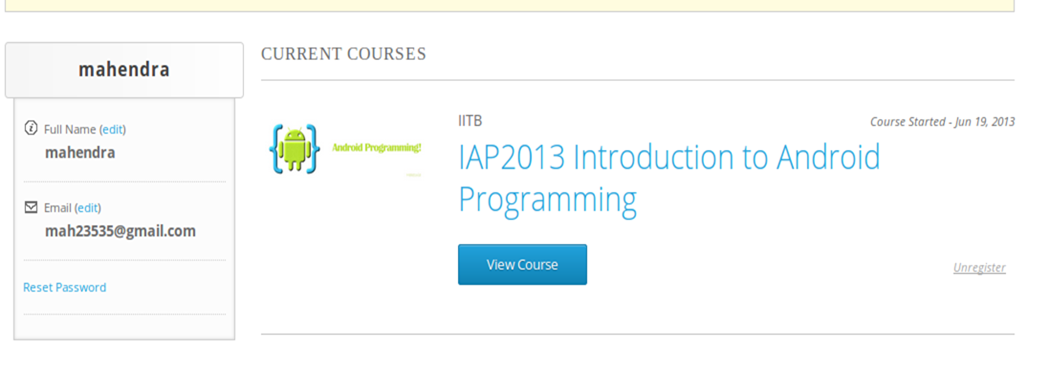 mahendra
Full Name (edit)
mahendra
Email (edit)
mah23535@gmail.com
Reset Password
CURRENT COURSES
Android Programming!
IITB
Course Started - Jun 19, 2013
IAP2013 Introduction to Android
Programming
View Course
Unregister